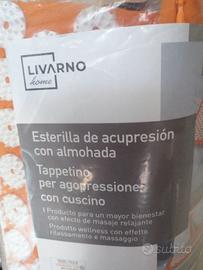 LIVARNO
home
Esterilla de acupresión
con almohada
Tappetino
per agopressione
con cuscino
Producto para un mayor bienestar
con efecto de masaje relajante
Prodotto wellness con effetto
rilassamento e massaggio
subito